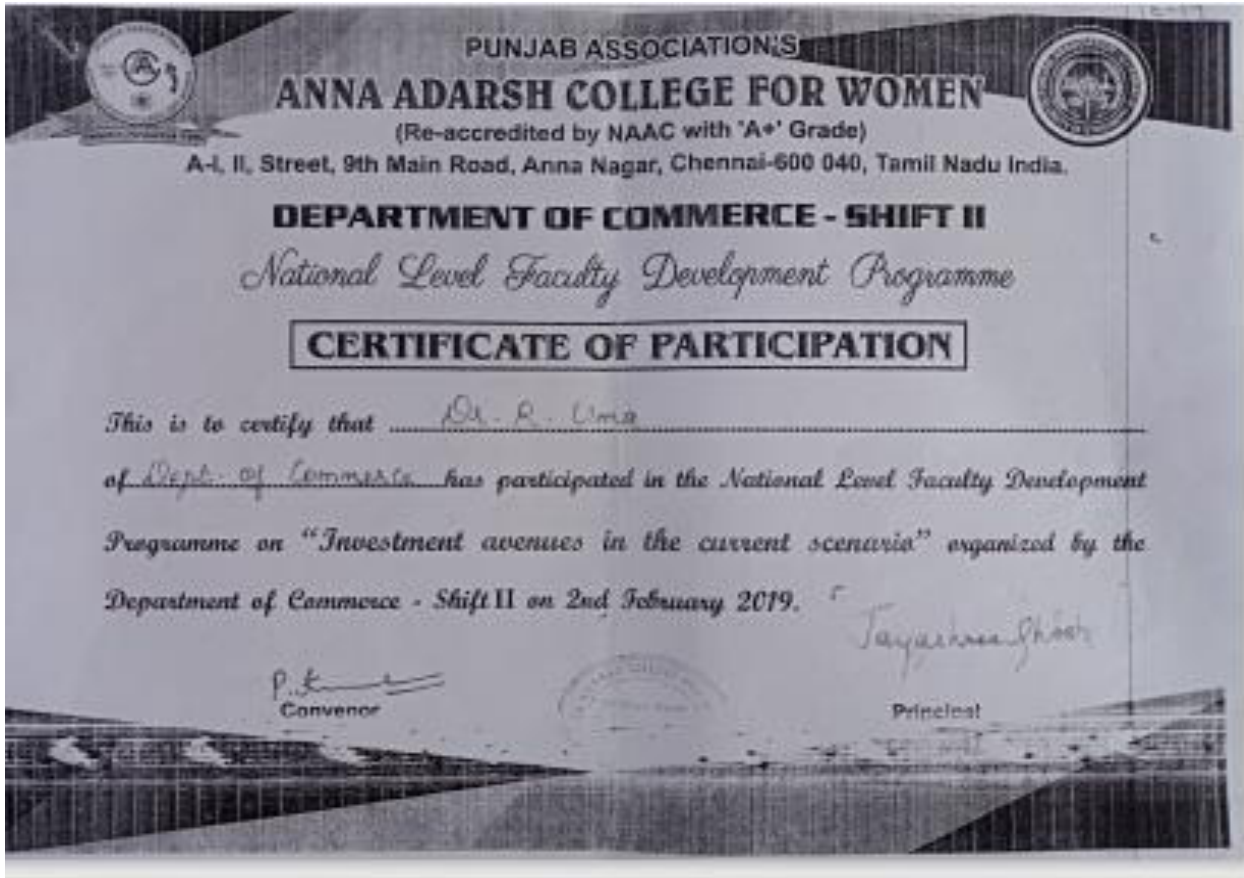 PUNJAB ASSOCIATION'S
ANNA ADARSH COLLEGE FOR WOMEN
(Re-accredited by NAAC with 'A+' Grade)
A-I, II, Street, 9th Main Road, Anna Nagar, Chennai-600 040, Tamil Nadu India.
DEPARTMENT OF COMMERCE - SHIFT II
National Level Faculty Development Programme
CERTIFICATE OF PARTICIPATION
This is to certify that Dr. R. Uma
of Dept. of Commerce has participated in the National Level Faculty Development
Programme on "Investment avenues in the current scenario" organized by the
Department of Commerce - Shift II on 2nd February 2019.
Jayashree Ghosh
Convenor
Principal